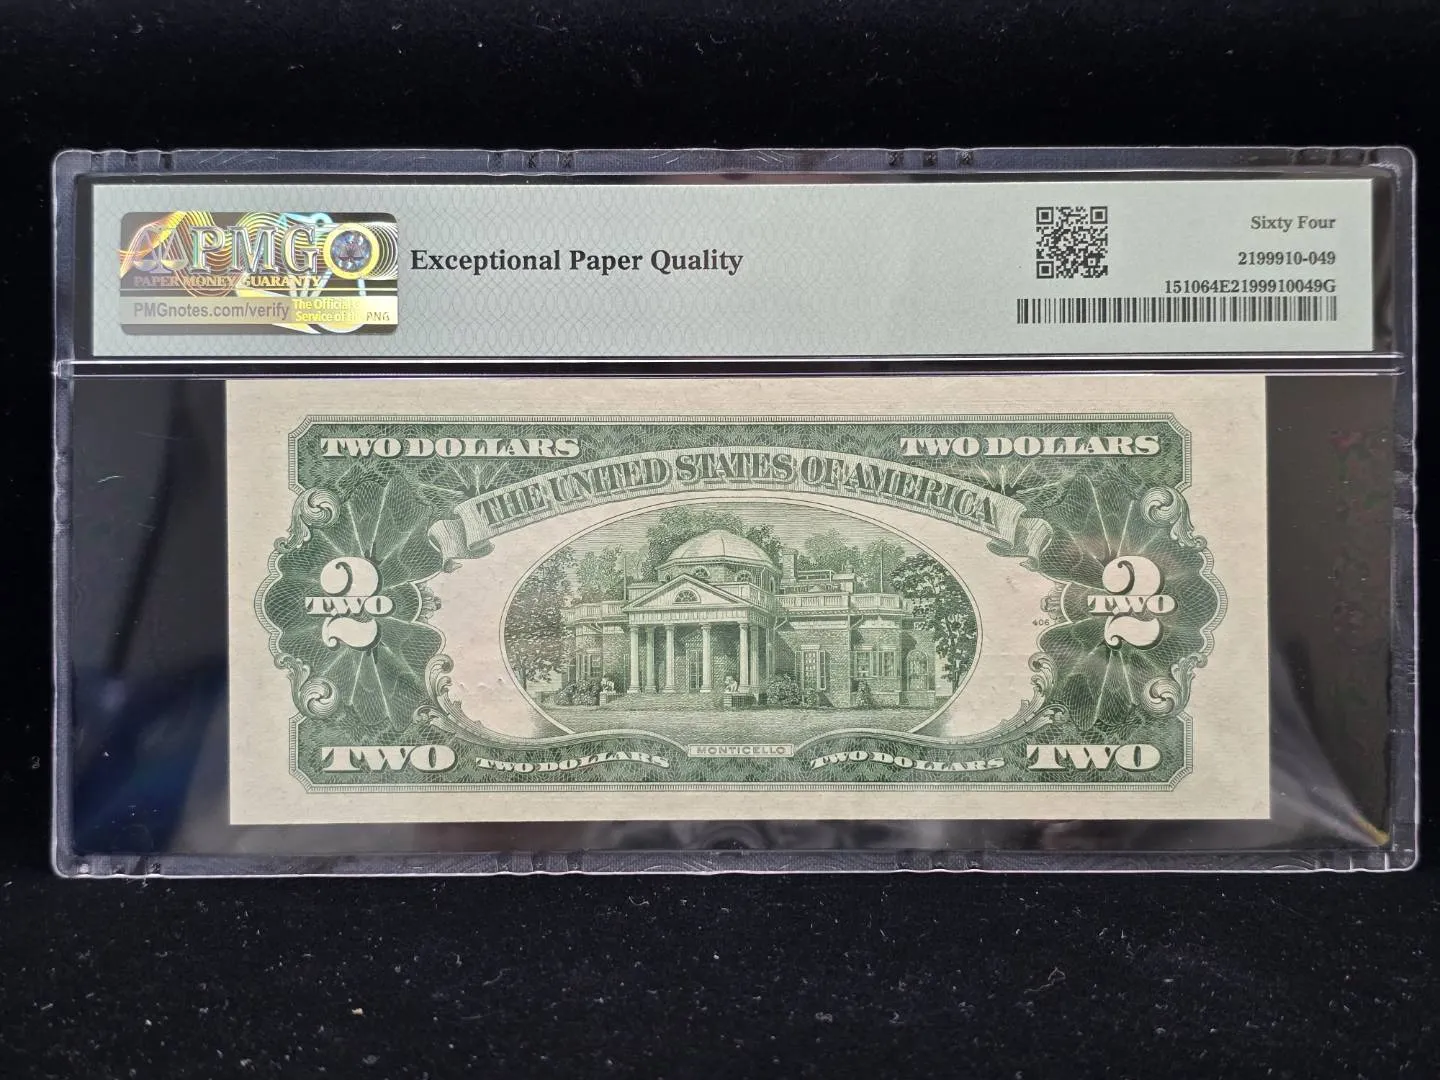 PMG
PAPER MONEY GUARANTY
PMGnotes.com/verify
The Official
Service of the PNG
Exceptional Paper Quality
Sixty Four
2199910-049
151064E2199910049G
TWO DOLLARS
TWO DOLLARS
THE UNITED STATES OF AMERICA
2
TWO
2
TWO
406
TWO
TWO DOLLARS
MONTICELLO
TWO DOLLARS
TWO